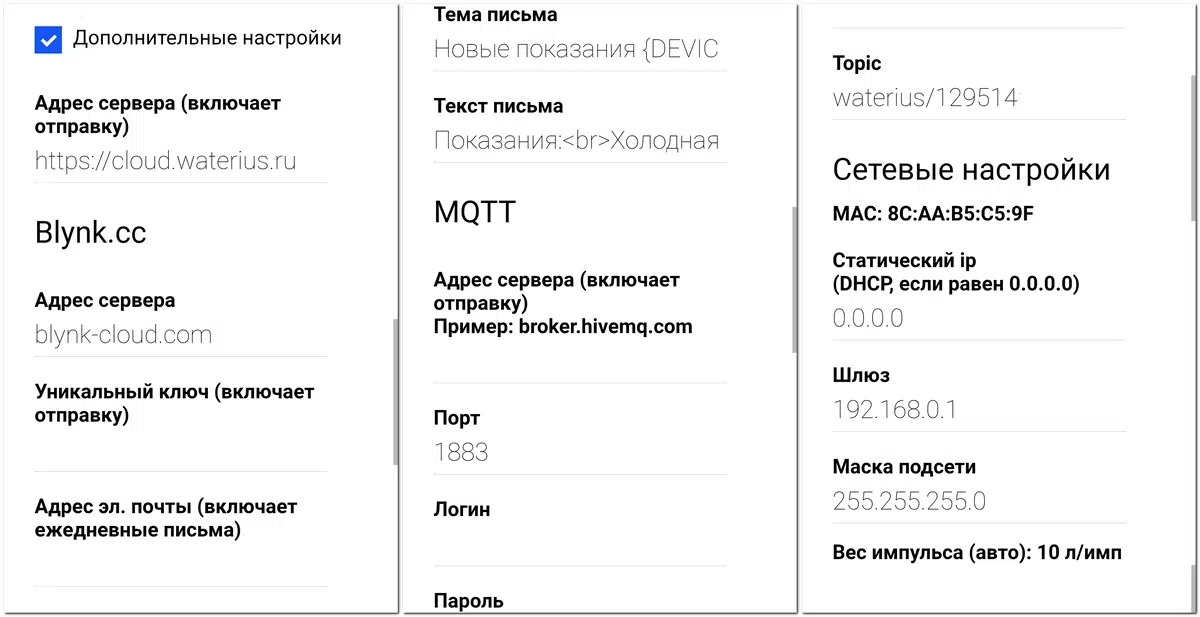 Дополнительные настройки
Адрес сервера (включает
отправку)
https://cloud.waterius.ru
Blynk.cc
Адрес сервера
blynk-cloud.com
Уникальный ключ (включает
отправку)
Адрес эл. почты (включает
ежедневные письма)
Тема письма
Новые показания {DEVIC
Текст письма
Показания:<br>Холодная
MQTT
Адрес сервера (включает
отправку)
Пример: broker.hivemq.com
Порт
1883
Логин
Пароль
Topic
waterius/129514
Сетевые настройки
MAC: 8C:AA:B5:C5:9F
Статический ip
(DHCP, если равен 0.0.0.0)
0.0.0.0
Шлюз
192.168.0.1
Маска подсети
255.255.255.0
Вес импульса (авто): 10 л/имп